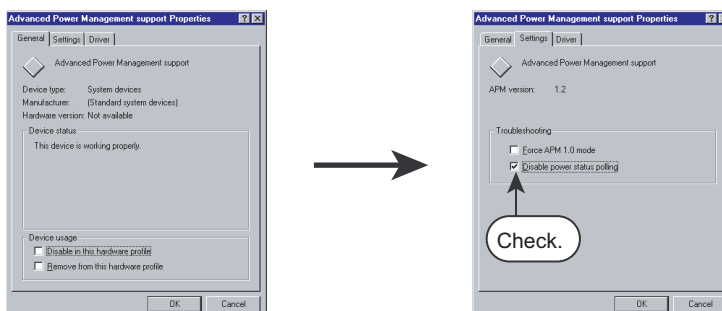 Advanced Power Management support Properties
General Settings Driver
Advanced Power Management support
Device type: System devices
Manufacturer: (Standard system devices)
Hardware version: Not available
Device status
This device is working properly.
Device usage
Disable in this hardware profile
Remove from this hardware profile
OK Cancel
Advanced Power Management support Properties
General Settings Driver
Advanced Power Management support
APM version: 1.2
Troubleshooting
Force APM 1.0 mode
Disable power status polling
Check.
OK Cancel